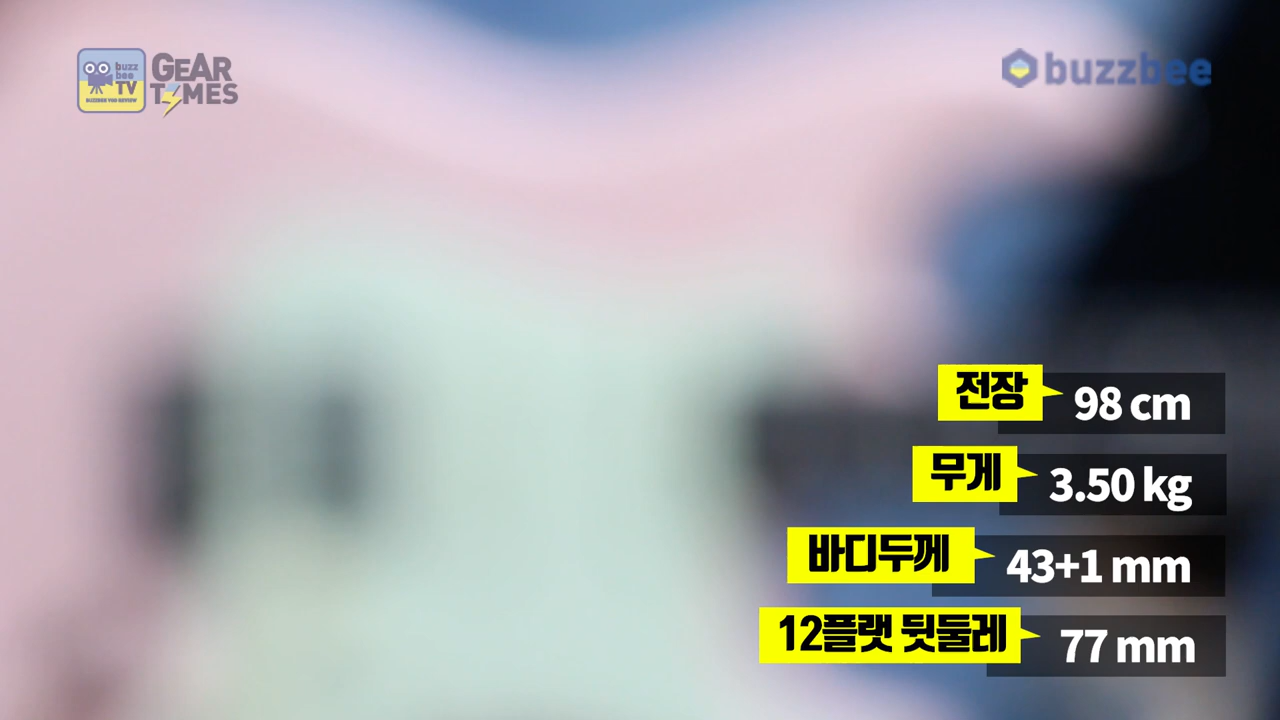 buzz
bee
TV
BUZZBEE YOU REVIEW
GEAR
TIMES
buzzbee
전장 98 cm
무게 3.50 kg
바디두께 43+1 mm
12플랫 뒷둘레 77 mm